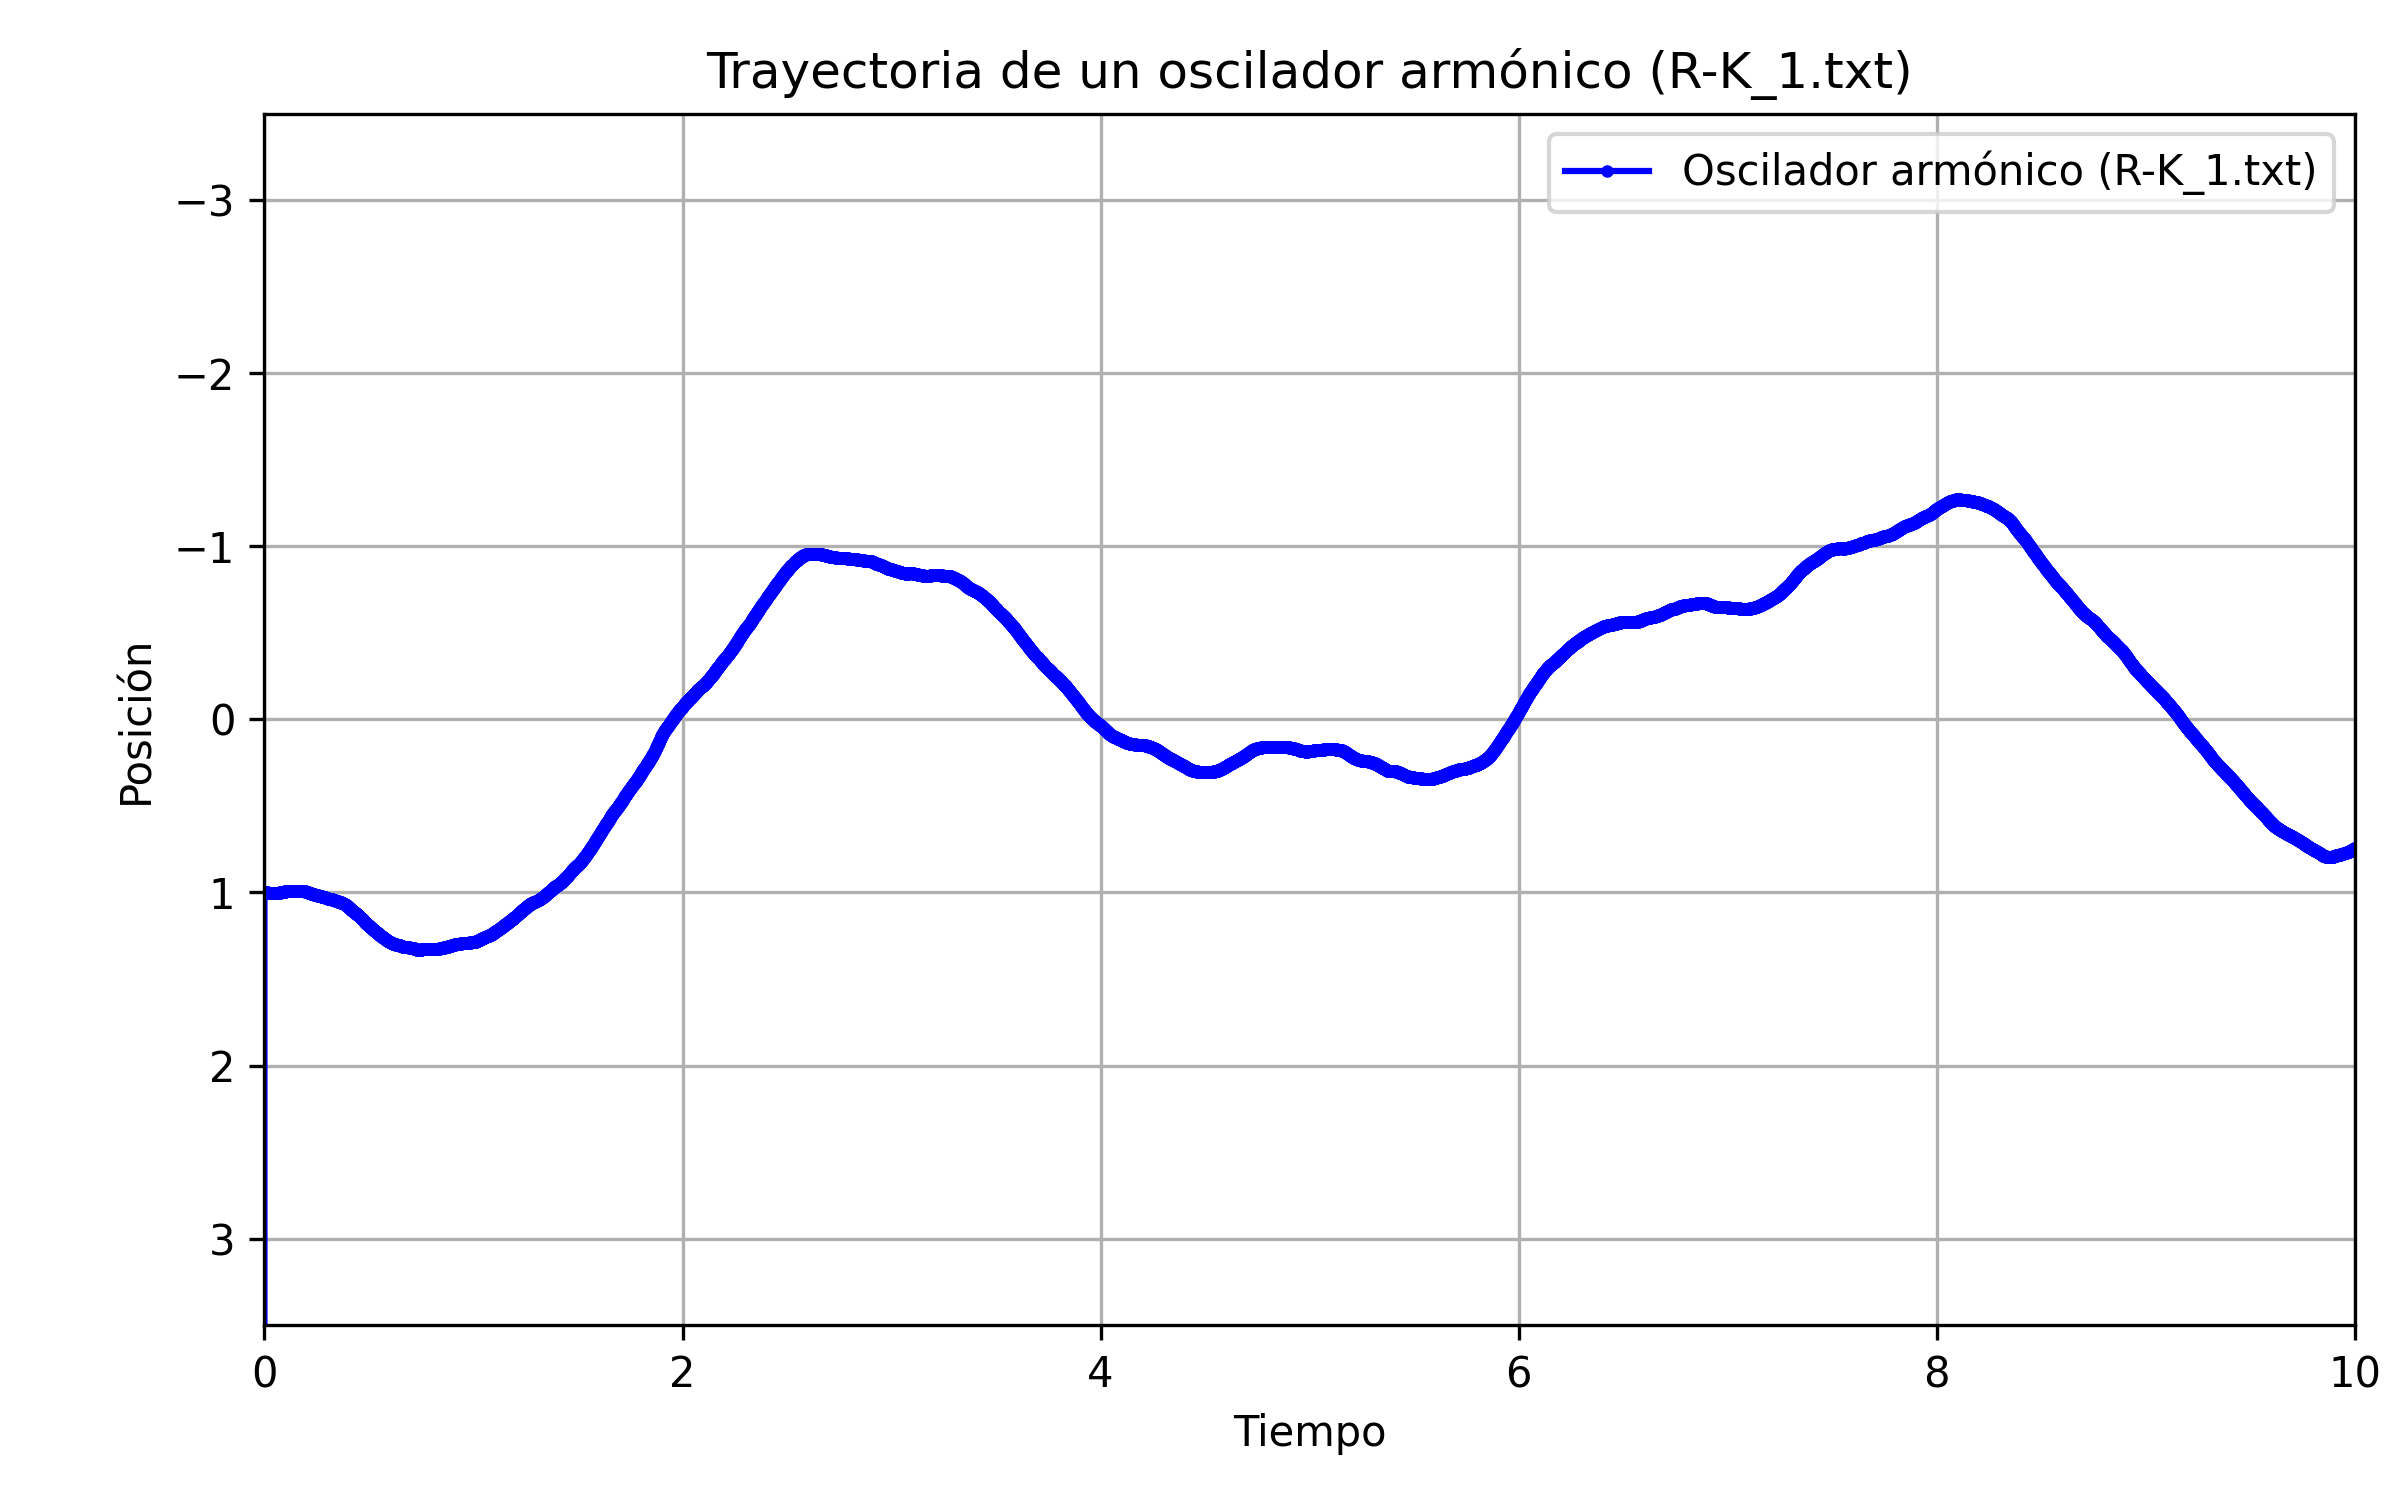 Trayectoria de un oscilador armónico (R-K_1.txt)
Oscilador armónico (R-K_1.txt)
−3
−2
−1
0
1
2
3
Posición
0 2 4 6 8 10
Tiempo